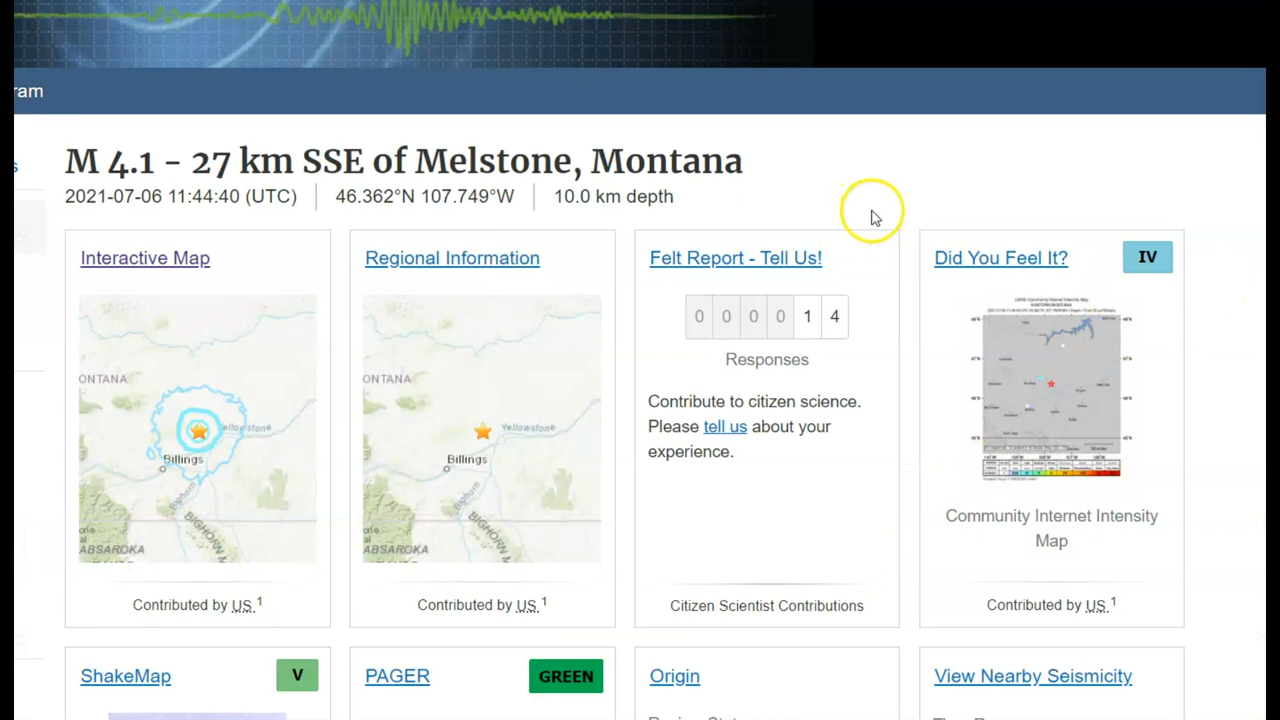 ram
s
M 4.1 - 27 km SSE of Melstone, Montana
2021-07-06 11:44:40 (UTC)
46.362°N 107.749°W
10.0 km depth
Interactive Map
ONTANA
Yellowstone
Billings
Bighorn
BIGHORN M
ABSAROKA
Contributed by US 1
Regional Information
ONTANA
Yellowstone
Billings
Bighorn
BIGHORN M
ABSAROKA
Contributed by US 1
Felt Report - Tell Us!
0 0 0 0 1 4
Responses
Contribute to citizen science.
Please tell us about your
experience.
Citizen Scientist Contributions
Did You Feel It?
IV
Community Internet Intensity
Map
Contributed by US 1
ShakeMap
V
PAGER
GREEN
Origin
View Nearby Seismicity